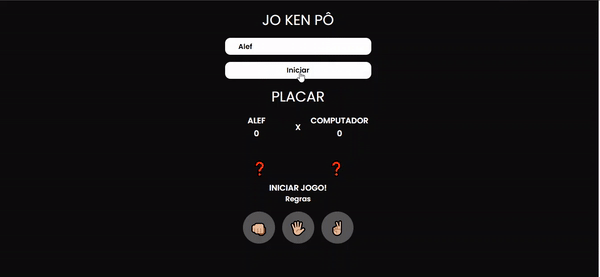 JO KEN PÔ
Alef
Iniciar
PLACAR
ALEF X COMPUTADOR
0 0
❓ ❓
INICIAR JOGO!
Regras